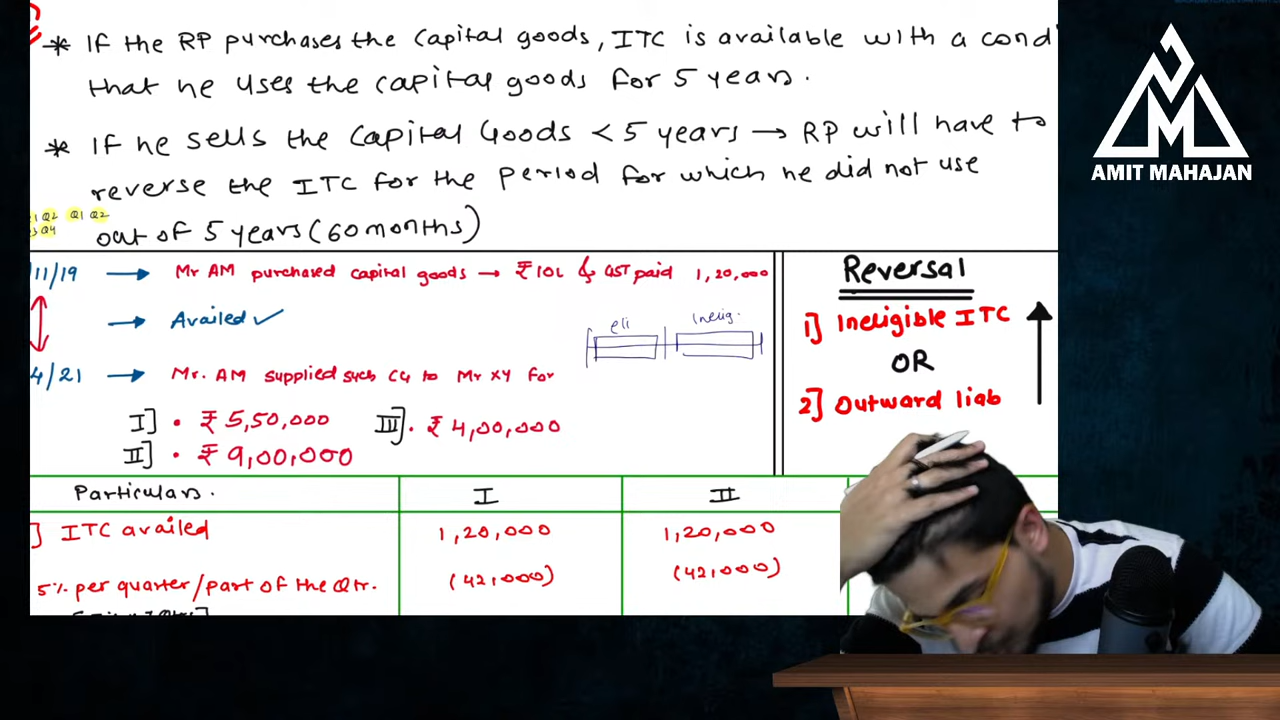 * If the RP purchases the capital goods, ITC is available with a cond
that he uses the capital goods for 5 years.
* If he sells the capital Goods < 5 years → RP will have to
reverse the ITC for the period for which he did not use
Q2 Q1 Q2
Q4
out of 5 years (60 months)
/11/19 → Mr AM purchased capital goods → ₹10L & GST paid 1,20,000
→ Availed ✓
eli Inelig.
4/21 → Mr. AM supplied such CG to Mr XY for
I] • ₹5,50,000 III] • ₹4,00,000
II] • ₹9,00,000
Reversal
1] Ineligible ITC
OR
2] Outward liab
Particulars. I II
] ITC availed 1,20,000 1,20,000
5% per quarter/part of the Qtr. (42,000) (42,000)
AMIT MAHAJAN